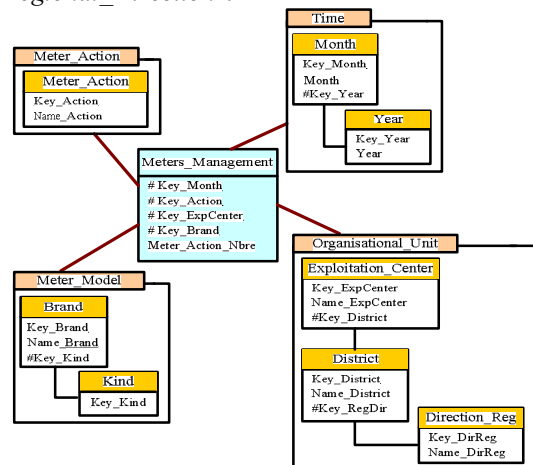 Time
Month
Key_Month
Month
#Key_Year
Year
Key_Year
Year
Meter_Action
Meter_Action
Key_Action
Name_Action
Meters_Management
# Key_Month
# Key_Action
# Key_ExpCenter
# Key_Brand
Meter_Action_Nbre
Organisational_Unit
Exploitation_Center
Key_ExpCenter
Name_ExpCenter
#Key_District
District
Key_District
Name_District
#Key_RegDir
Direction_Reg
Key_DirReg
Name_DirReg
Meter_Model
Brand
Key_Brand
Name_Brand
#Key_Kind
Kind
Key_Kind